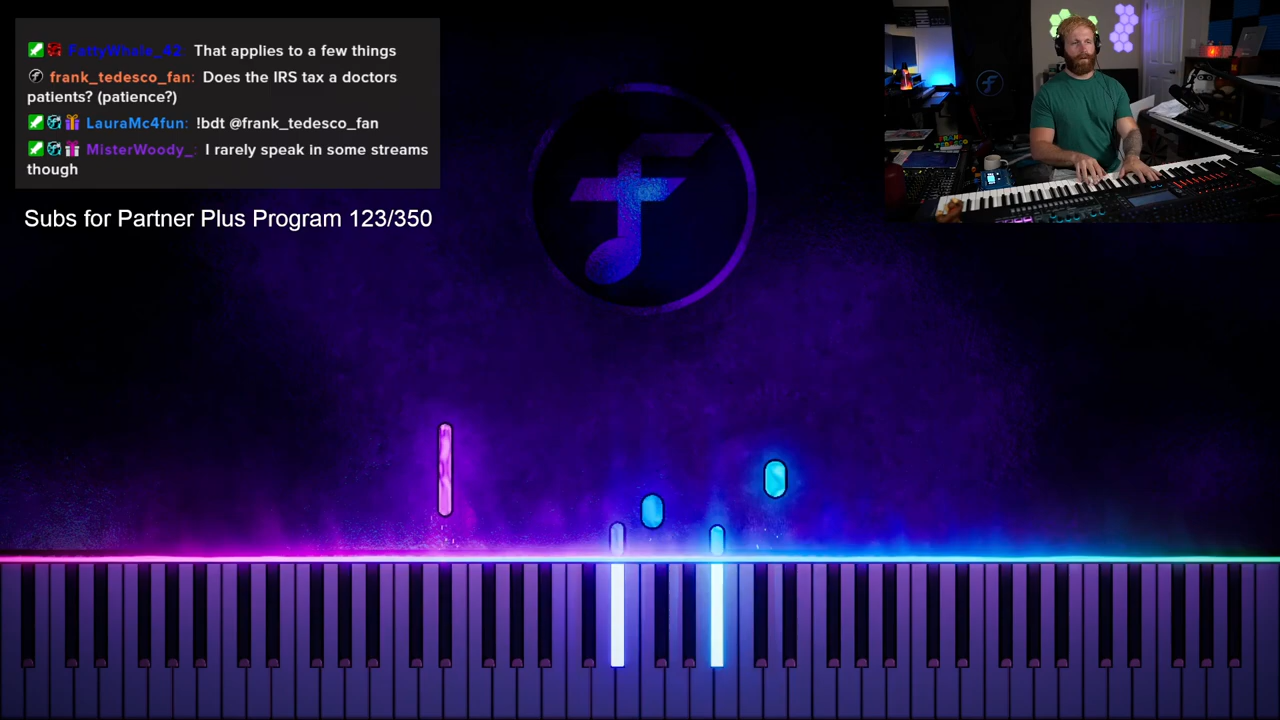 FattyWhale_42: That applies to a few things
frank_tedesco_fan: Does the IRS tax a doctors
patients? (patience?)
LauraMc4fun: !bdt @frank_tedesco_fan
MisterWoody_: I rarely speak in some streams
though
Subs for Partner Plus Program 123/350